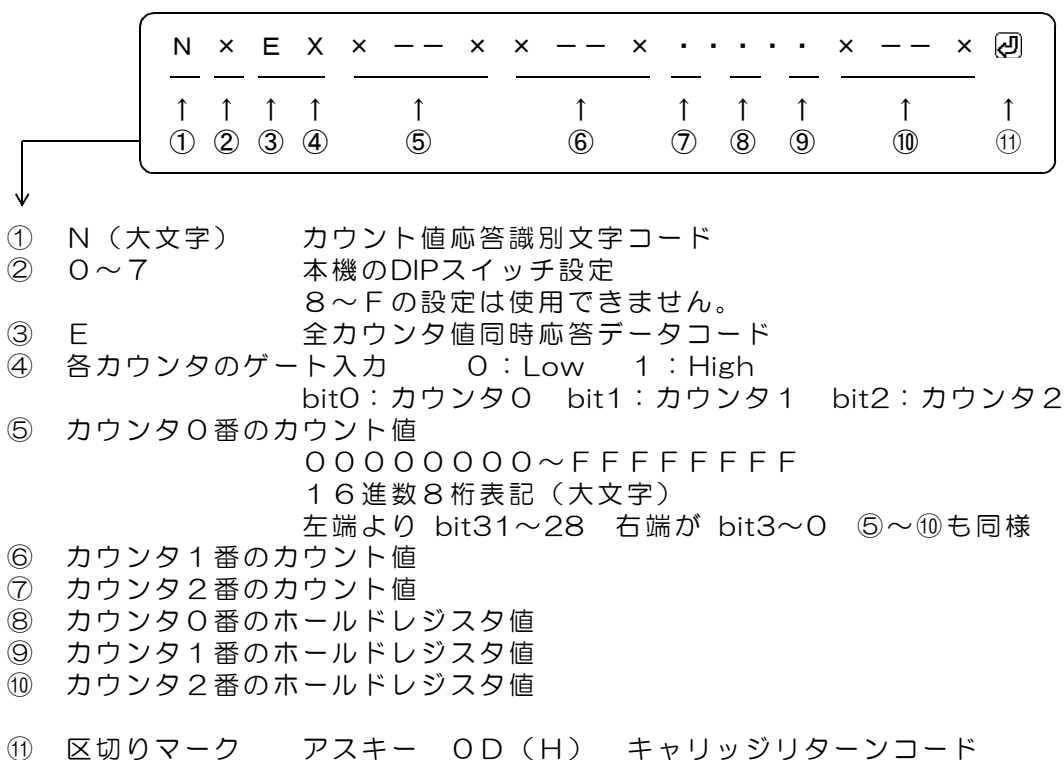 N × E X × ―― × × ―― × ・・・・・ × ―― × ↵
↑ ↑ ↑ ↑ ↑ ↑ ↑ ↑ ↑ ↑ ↑
① ② ③ ④ ⑤ ⑥ ⑦ ⑧ ⑨ ⑩ ⑪
① N（大文字） カウント値応答識別文字コード
② 0～7 本機のDIPスイッチ設定
8～Fの設定は使用できません。
③ E 全カウンタ値同時応答データコード
④ 各カウンタのゲート入力 0：Low 1：High
bit0：カウンタ0 bit1：カウンタ1 bit2：カウンタ2
⑤ カウンタ0番のカウント値
00000000～FFFFFFFF
16進数8桁表記（大文字）
左端より bit31～28 右端が bit3～0 ⑤～⑩も同様
⑥ カウンタ1番のカウント値
⑦ カウンタ2番のカウント値
⑧ カウンタ0番のホールドレジスタ値
⑨ カウンタ1番のホールドレジスタ値
⑩ カウンタ2番のホールドレジスタ値
⑪ 区切りマーク アスキー 0D（H） キャリッジリターンコード